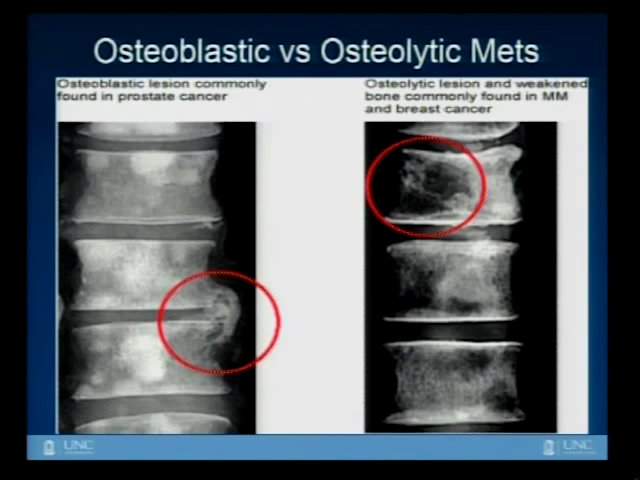 Osteoblastic vs Osteolytic Mets
Osteoblastic lesion commonly
found in prostate cancer
Osteolytic lesion and weakened
bone commonly found in MM
and breast cancer
UNC
UNC